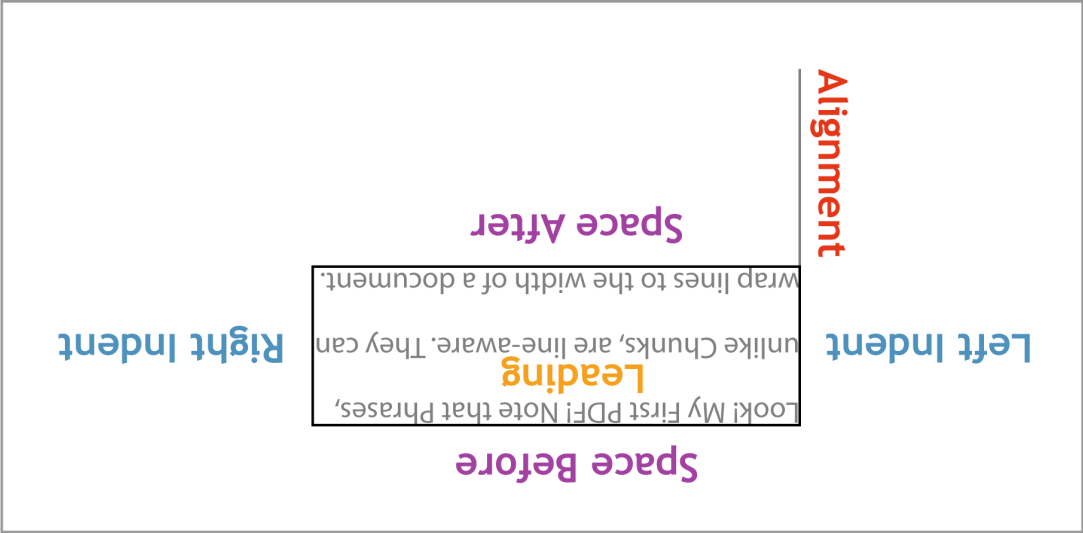 Space Before
Look! My First PDF! Note that Phrases,
Leading
Left Indent
unlike Chunks, are line-aware. They can
Right Indent
wrap lines to the width of a document.
Space After
Alignment